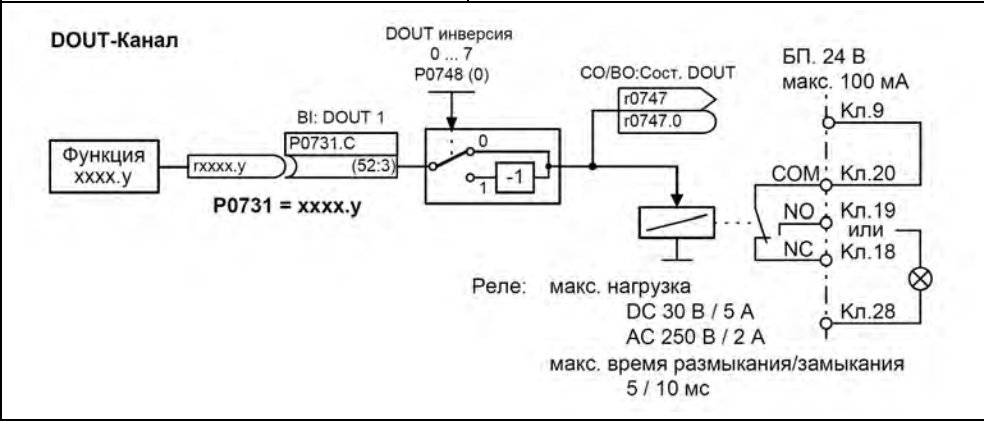 DOUT-Канал
DOUT инверсия
0 ... 7
P0748 (0)
БП. 24 В
макс. 100 мА
CO/BO:Сост. DOUT
r0747
r0747.0
Кл.9
BI: DOUT 1
P0731.C
(52:3)
Функция
xxxx.y
rxxxx.y
0
1
-1
P0731 = xxxx.y
COM
Кл.20
NO
Кл.19
или
NC
Кл.18
Кл.28
Реле: макс. нагрузка
DC 30 В / 5 А
AC 250 В / 2 А
макс. время размыкания/замыкания
5 / 10 мс